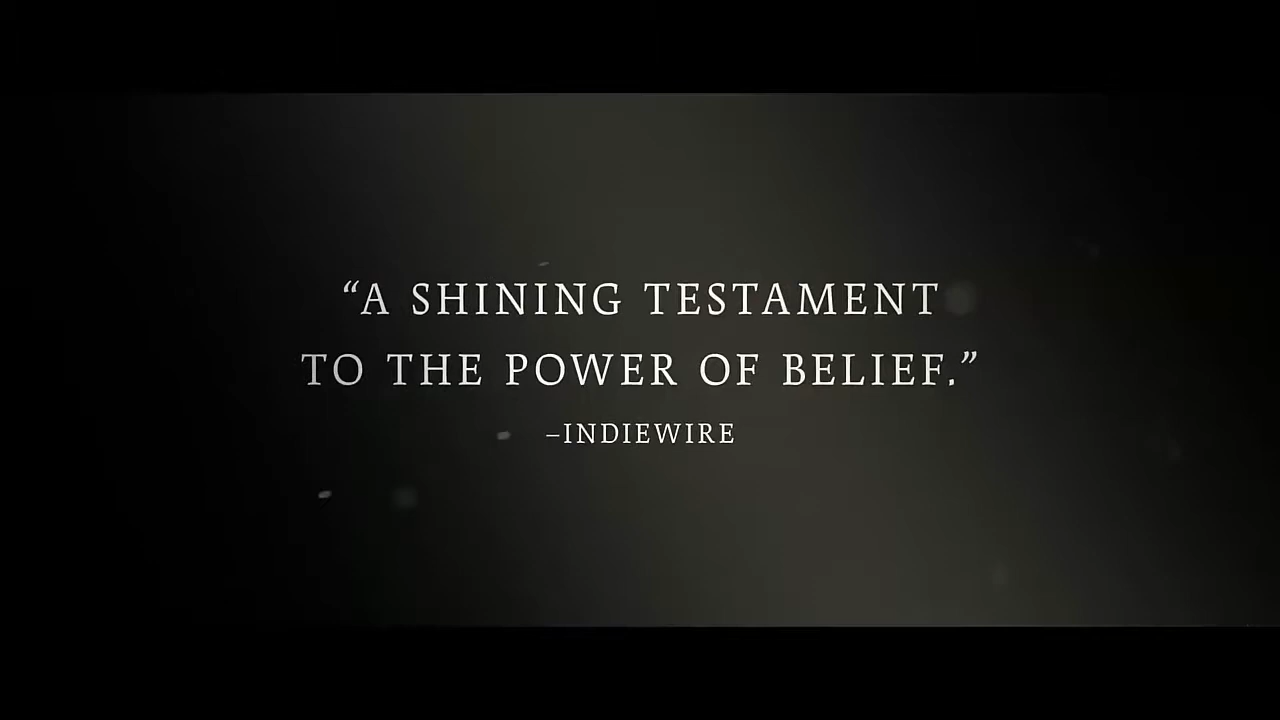 “A SHINING TESTAMENT
TO THE POWER OF BELIEF.”
–INDIEWIRE